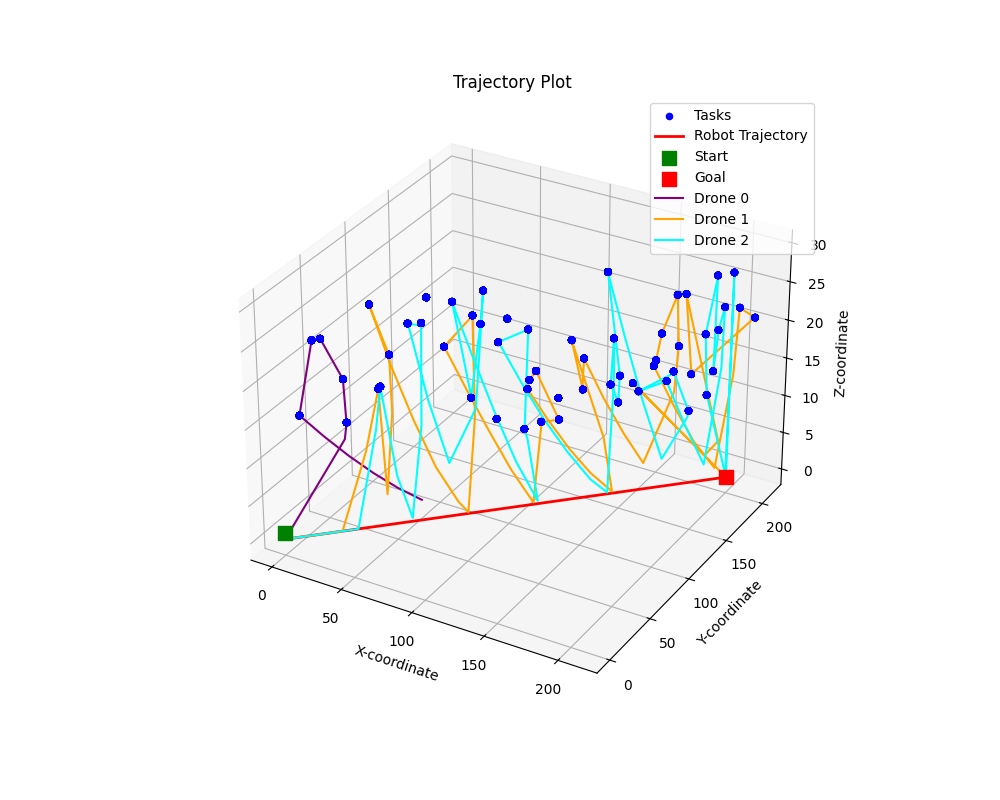 Trajectory Plot
Tasks
Robot Trajectory
Start
Goal
Drone 0
Drone 1
Drone 2
30
25
20
15
10
5
0
Z-coordinate
0
50
100
150
200
X-coordinate
0
50
100
150
200
Y-coordinate